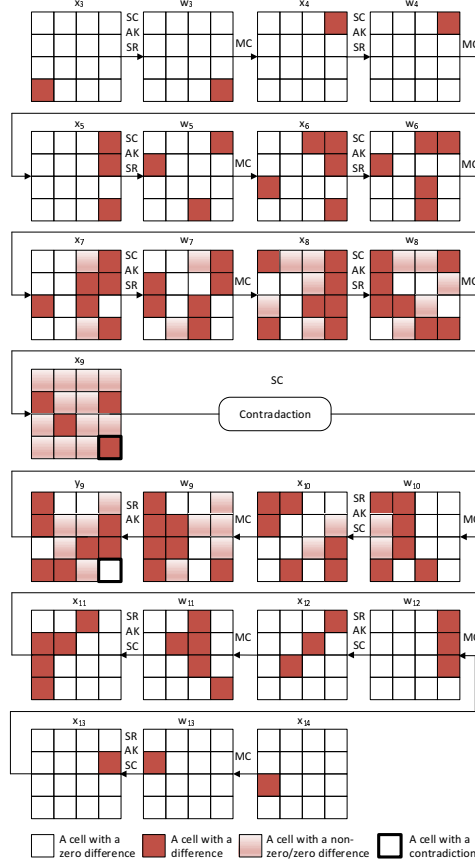 x3 w3 x4 w4
SC SC
AK MC AK
SR SR
x5 w5 x6 w6
SC SC
AK MC AK MC
SR SR
x7 w7 x8 w8
SC SC
AK MC AK MC
SR SR
x9
SC
Contradaction
y9 w9 x10 w10
SR MC SR MC
AK AK
SC
x11 w11 x12 w12
SR SR
AK MC AK MC
SC SC
x13 w13 x14
SR
AK MC
SC
A cell with a zero difference
A cell with a difference
A cell with a non-zero/zero difference
A cell with a contradiction